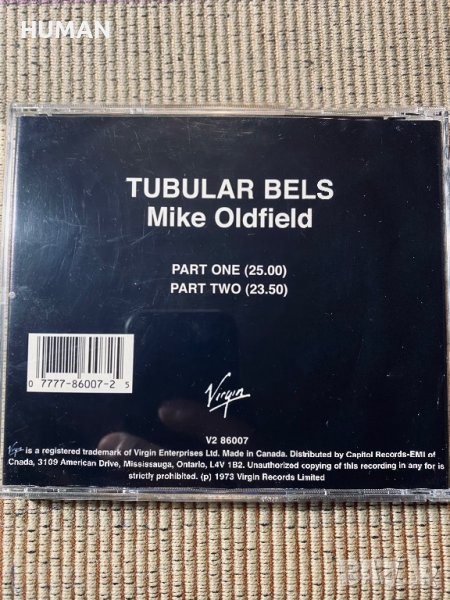 HUMAN
TUBULAR BELS
Mike Oldfield
PART ONE (25.00)
PART TWO (23.50)
0 7777-86007-2 5
Virgin
V2 86007
Virgin is a registered trademark of Virgin Enterprises Ltd. Made in Canada. Distributed by Capitol Records-EMI of
Cnada, 3109 American Drive, Mississauga, Ontario, L4V 1B2. Unauthorized copying of this recording in any for is
strictly prohibited. (p) 1973 Virgin Records Limited